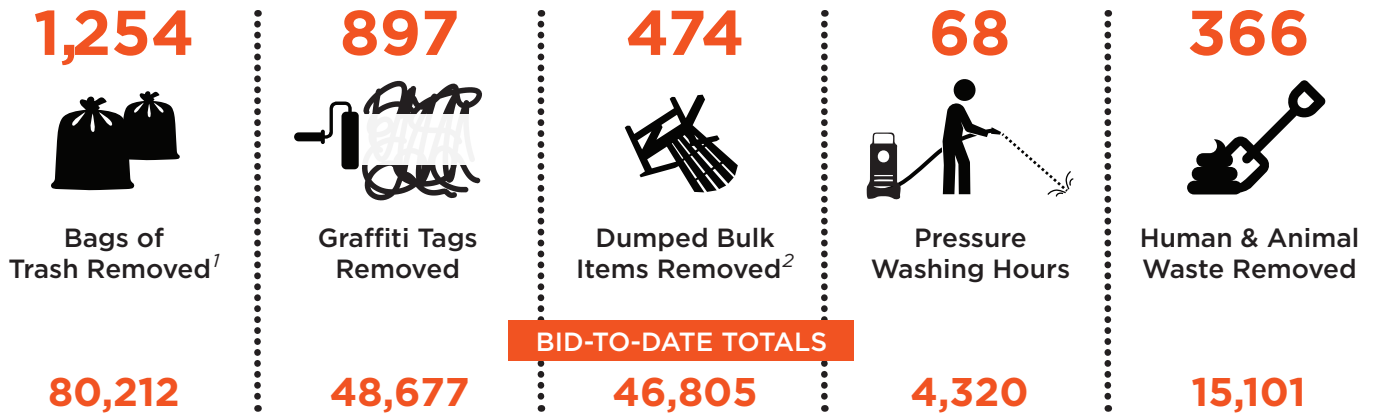 1,254
897
474
68
366
Bags of
Trash Removed1
Graffiti Tags
Removed
Dumped Bulk
Items Removed2
Pressure
Washing Hours
Human & Animal
Waste Removed
BID-TO-DATE TOTALS
80,212
48,677
46,805
4,320
15,101